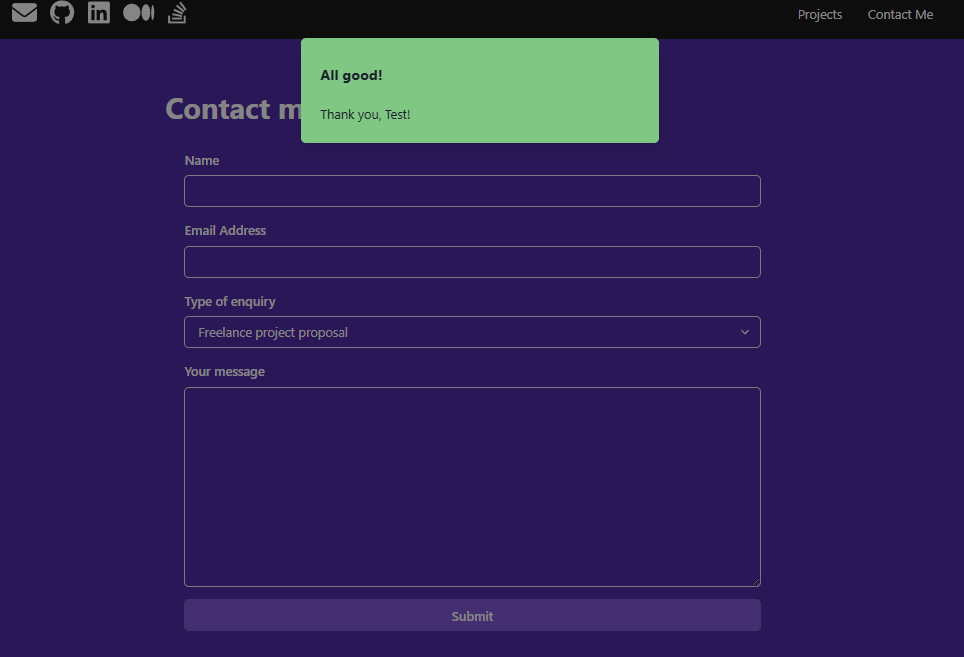 in
Projects
Contact Me
All good!
Thank you, Test!
Contact m
Name
Email Address
Type of enquiry
Freelance project proposal
Your message
Submit